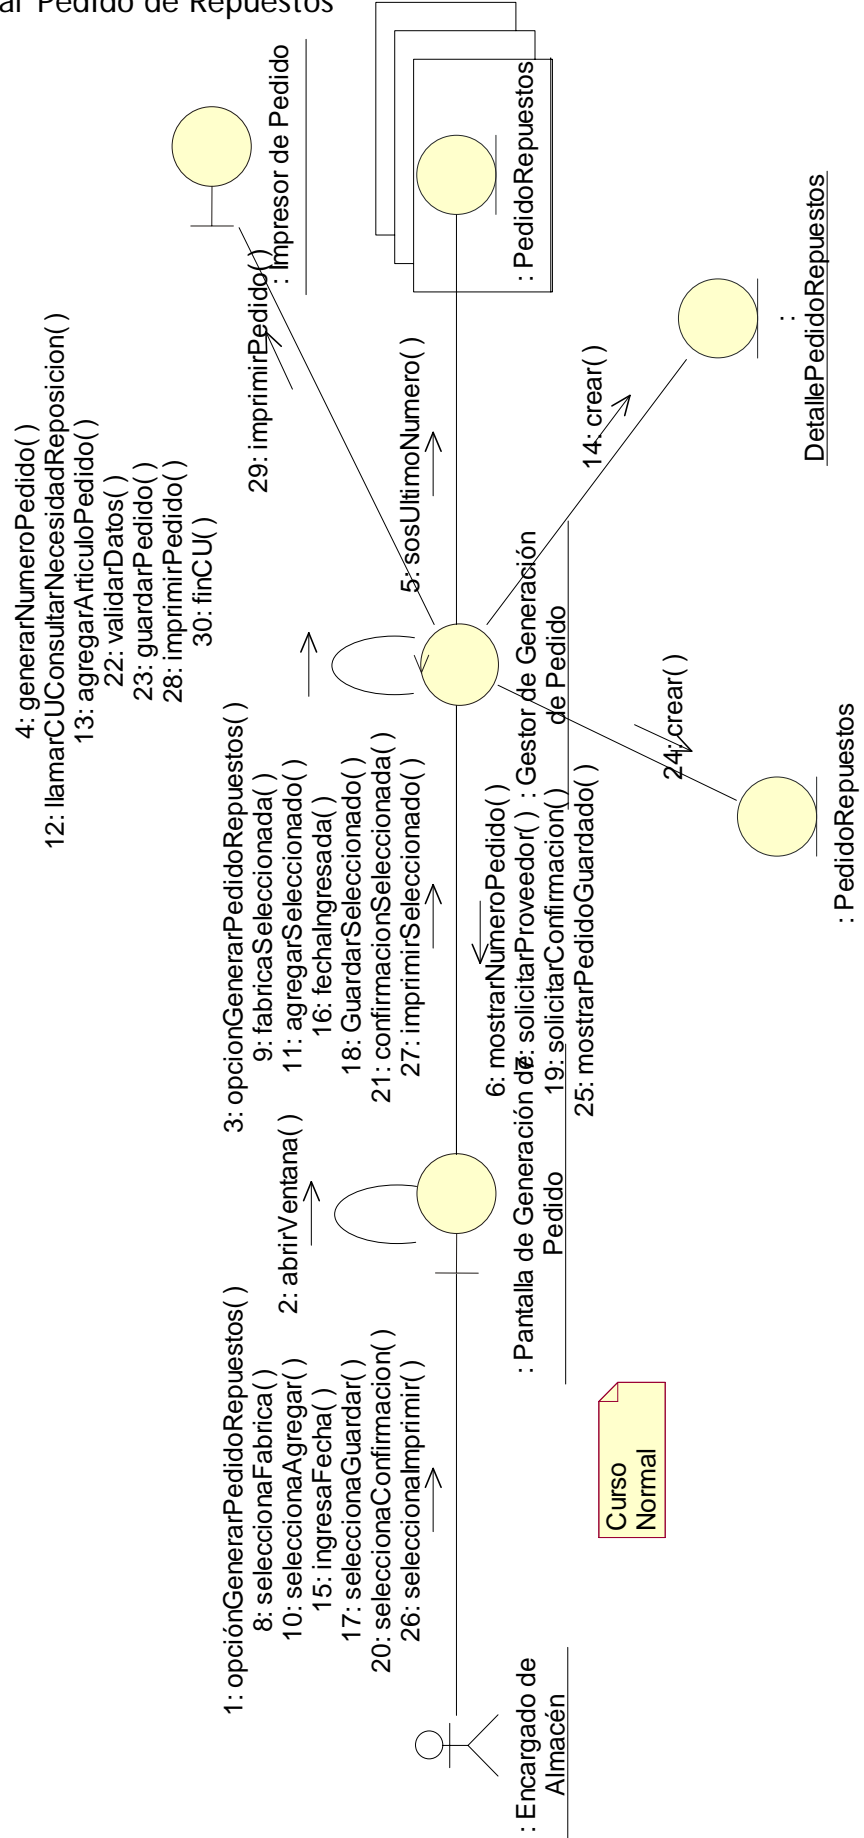 ar Pedido de Repuestos
1: opciónGenerarPedidoRepuestos( )
8: seleccionaFabrica( )
10: seleccionaAgregar( )
15: ingresaFecha( )
17: seleccionaGuardar( )
20: seleccionaConfirmacion( )
26: seleccionaImprimir( )
: Encargado de
Almacén
2: abrirVentana( )
: Pantalla de Generación de
Pedido
Curso
Normal
3: opcionGenerarPedidoRepuestos( )
9: fabricaSeleccionada( )
11: agregarSeleccionado( )
16: fechaIngresada( )
18: GuardarSeleccionado( )
21: confirmacionSeleccionada( )
27: imprimirSeleccionado( )
6: mostrarNumeroPedido( )
7: solicitarProveedor( )
19: solicitarConfirmacion( )
25: mostrarPedidoGuardado( )
4: generarNumeroPedido( )
12: llamarCUConsultarNecesidadReposicion( )
13: agregarArticuloPedido( )
22: validarDatos( )
23: guardarPedido( )
28: imprimirPedido( )
30: finCU( )
: Gestor de Generación
de Pedido
29: imprimirPedido( )
: Impresor de Pedido
5: sosUltimoNumero( )
: PedidoRepuestos
14: crear( )
:
DetallePedidoRepuestos
24: crear( )
: PedidoRepuestos